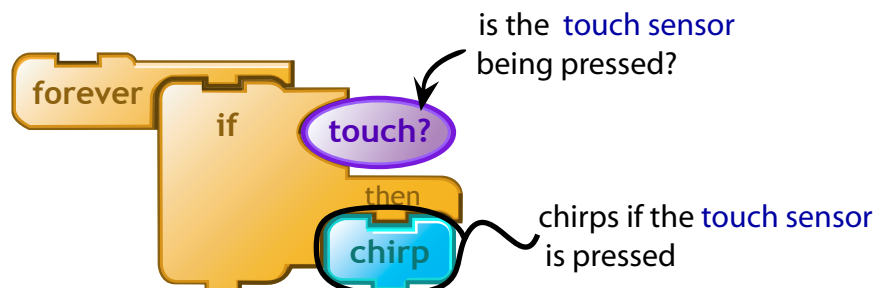 is the touch sensor
being pressed?
forever
if
touch?
then
chirp
chirps if the touch sensor
is pressed